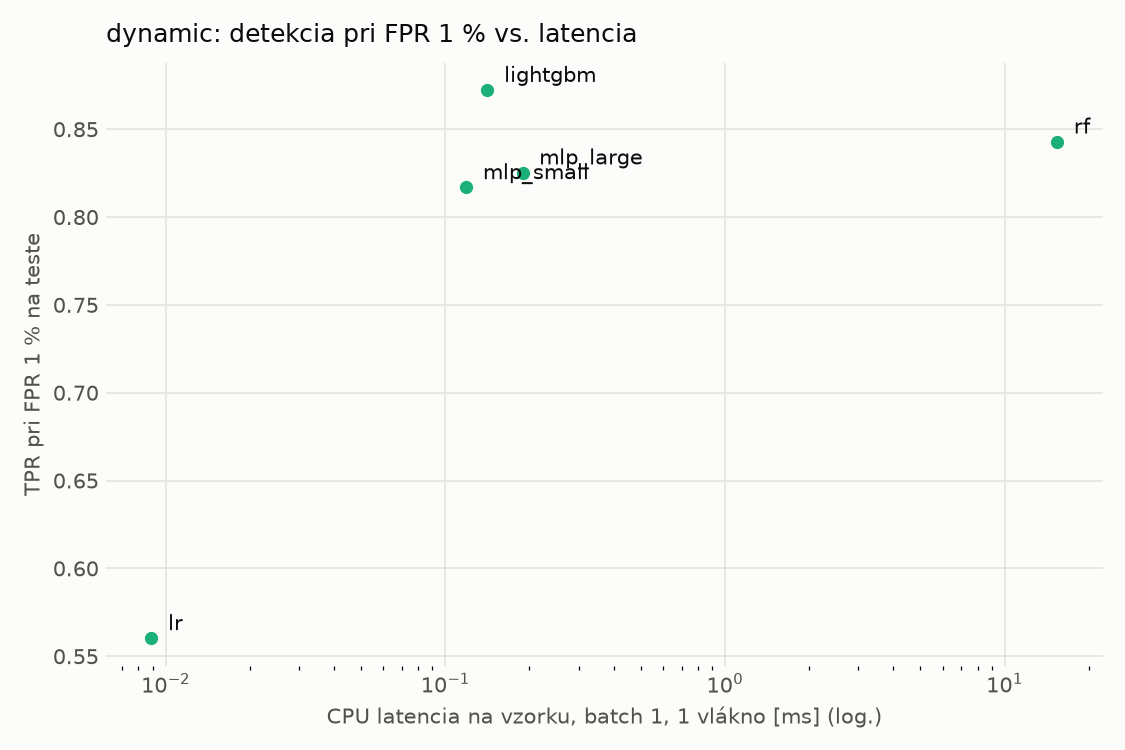 dynamic: detekcia pri FPR 1 % vs. latencia
lightgbm
rf
mlp_large
mlp_small
lr
TPR pri FPR 1 % na teste
0.85
0.80
0.75
0.70
0.65
0.60
0.55
10⁻² 10⁻¹ 10⁰ 10¹
CPU latencia na vzorku, batch 1, 1 vlákno [ms] (log.)